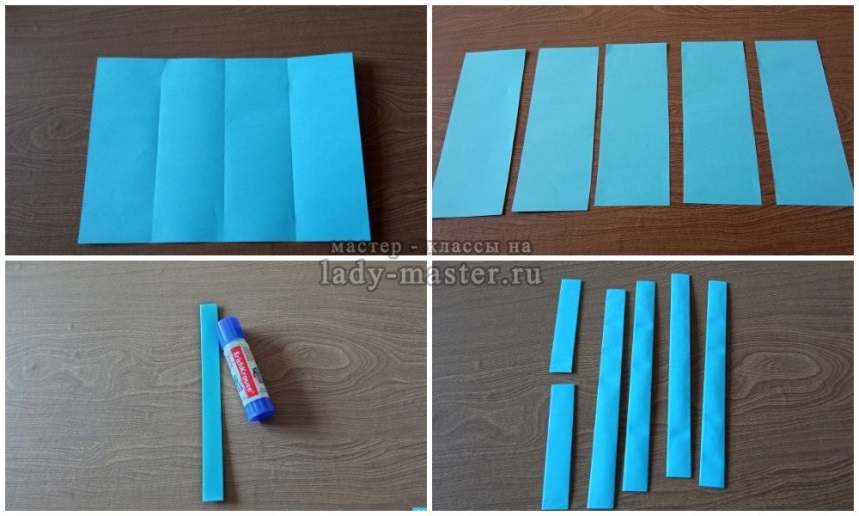 мастер - классы на
lady-master.ru
ErichKrause